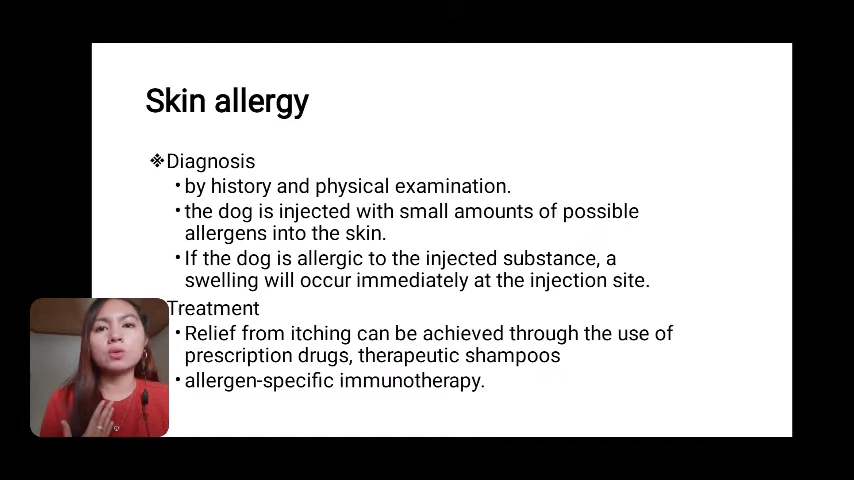 Skin allergy
❖Diagnosis
•by history and physical examination.
•the dog is injected with small amounts of possible
allergens into the skin.
•If the dog is allergic to the injected substance, a
swelling will occur immediately at the injection site.
Treatment
•Relief from itching can be achieved through the use of
prescription drugs, therapeutic shampoos
•allergen-specific immunotherapy.